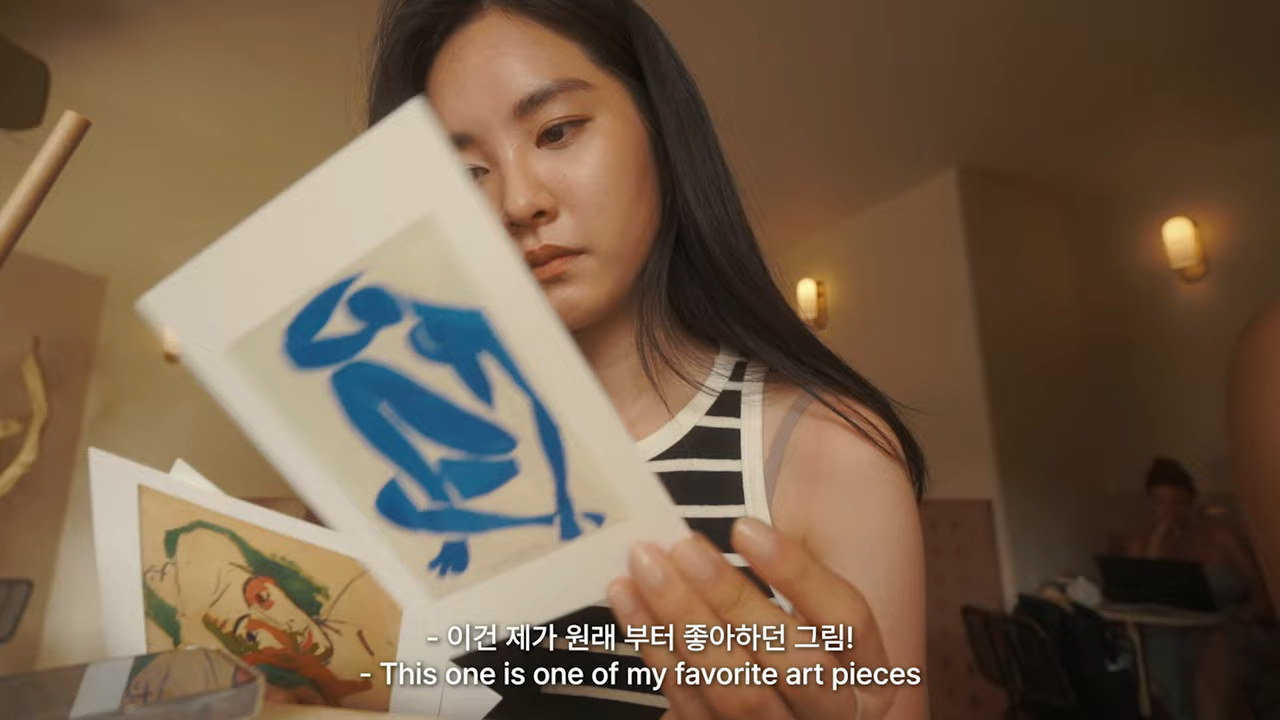 - 이건 제가 원래 부터 좋아하던 그림!
- This one is one of my favorite art pieces